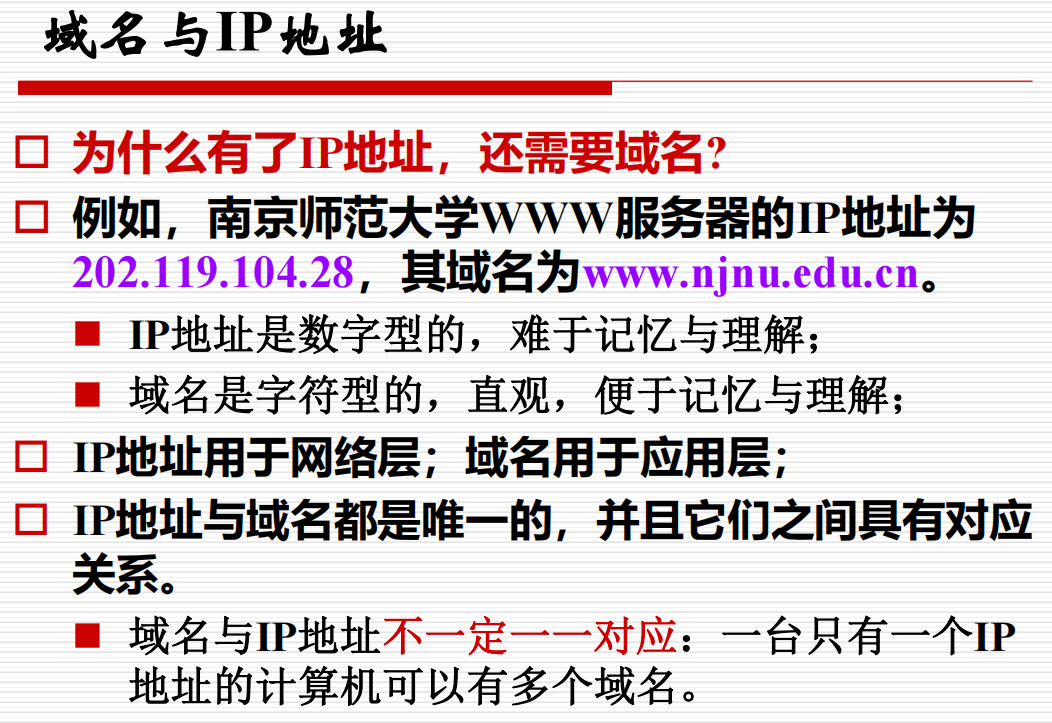 域名与IP地址
为什么有了IP地址，还需要域名?
例如，南京师范大学WWW服务器的IP地址为
202.119.104.28，其域名为www.njnu.edu.cn。
IP地址是数字型的，难于记忆与理解；
域名是字符型的，直观，便于记忆与理解；
IP地址用于网络层；域名用于应用层；
IP地址与域名都是唯一的，并且它们之间具有对应
关系。
域名与IP地址不一定一一对应：一台只有一个IP
地址的计算机可以有多个域名。